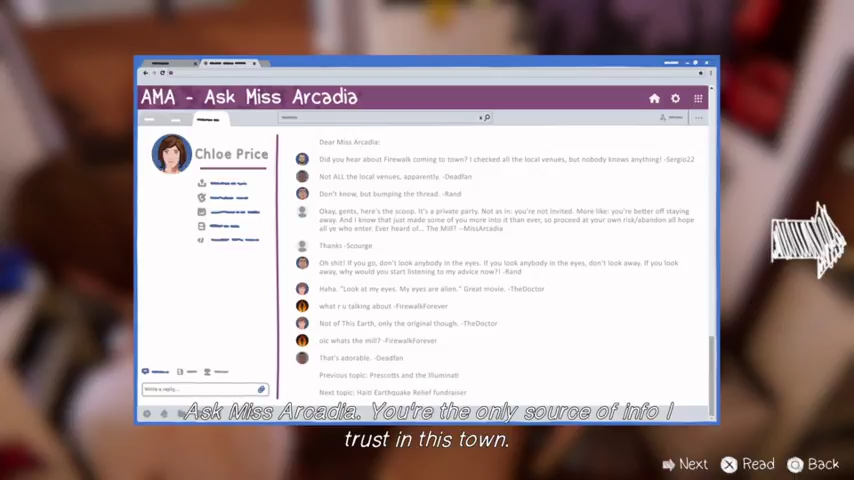 AMA - Ask Miss Arcadia
Chloe Price
Dear Miss Arcadia:
Did you hear about Firewalk coming to town? I checked all the local venues, but nobody knows anything! -Sergio22
Not ALL the local venues, apparently. -Deadfan
Don't know, but bumping the thread. -Rand
Okay, gents, here's the scoop. It's a private party. Not as in: you're not invited. More like: you're better off staying
away. And I know that just made some of you more into it than ever, so proceed at your own risk/abandon all hope
all ye who enter. Ever heard of... The Mill? -MissArcadia
Thanks -Scourge
Oh shit! If you go, don't look anybody in the eyes. If you look anybody in the eyes, don't look away. If you look
away, why would you start listening to my advice now?! -Rand
Haha. "Look at my eyes. My eyes are alien." Great movie. -TheDoctor
what r u talking about -FirewalkForever
Not of This Earth, only the original though. -TheDoctor
oic whats the mill? -FirewalkForever
That's adorable. -Deadfan
Previous topic: Prescotts and the Illuminati
Next topic: Haiti Earthquake Relief fundraiser
Write a reply...
Ask Miss Arcadia. You're the only source of info I
trust in this town.
Next
Read
Back